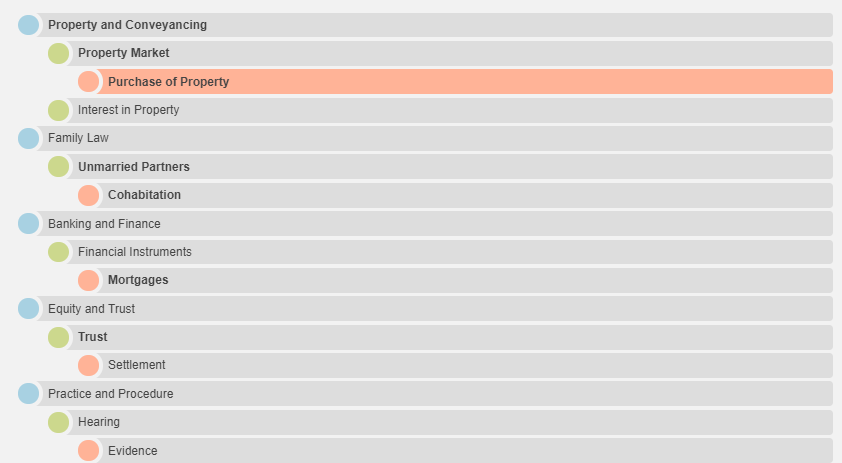 Property and Conveyancing
Property Market
Purchase of Property
Interest in Property
Family Law
Unmarried Partners
Cohabitation
Banking and Finance
Financial Instruments
Mortgages
Equity and Trust
Trust
Settlement
Practice and Procedure
Hearing
Evidence